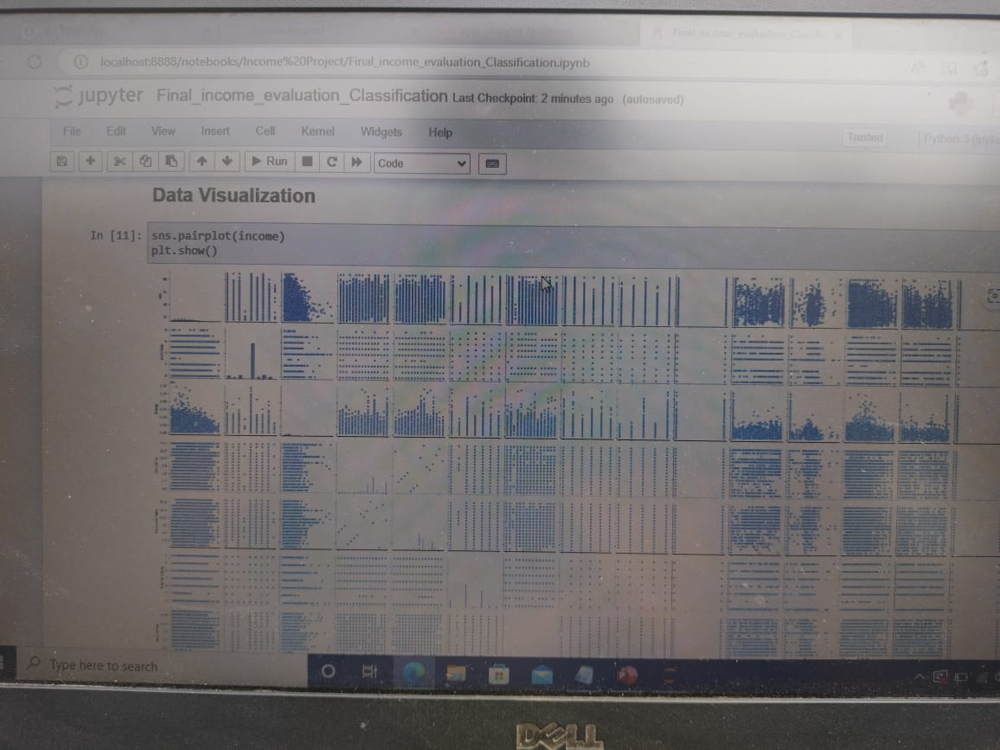 Final_income_evaluation_Classifi
localhost:8888/notebooks/Income%20Project/Final_income_evaluation_Classification.ipynb
jupyter Final_income_evaluation_Classification Last Checkpoint: 2 minutes ago (autosaved)
File Edit View Insert Cell Kernel Widgets Help Trusted Python 3
Run Code
Data Visualization
In [11]: sns.pairplot(income)
plt.show()
Type here to search
DELL